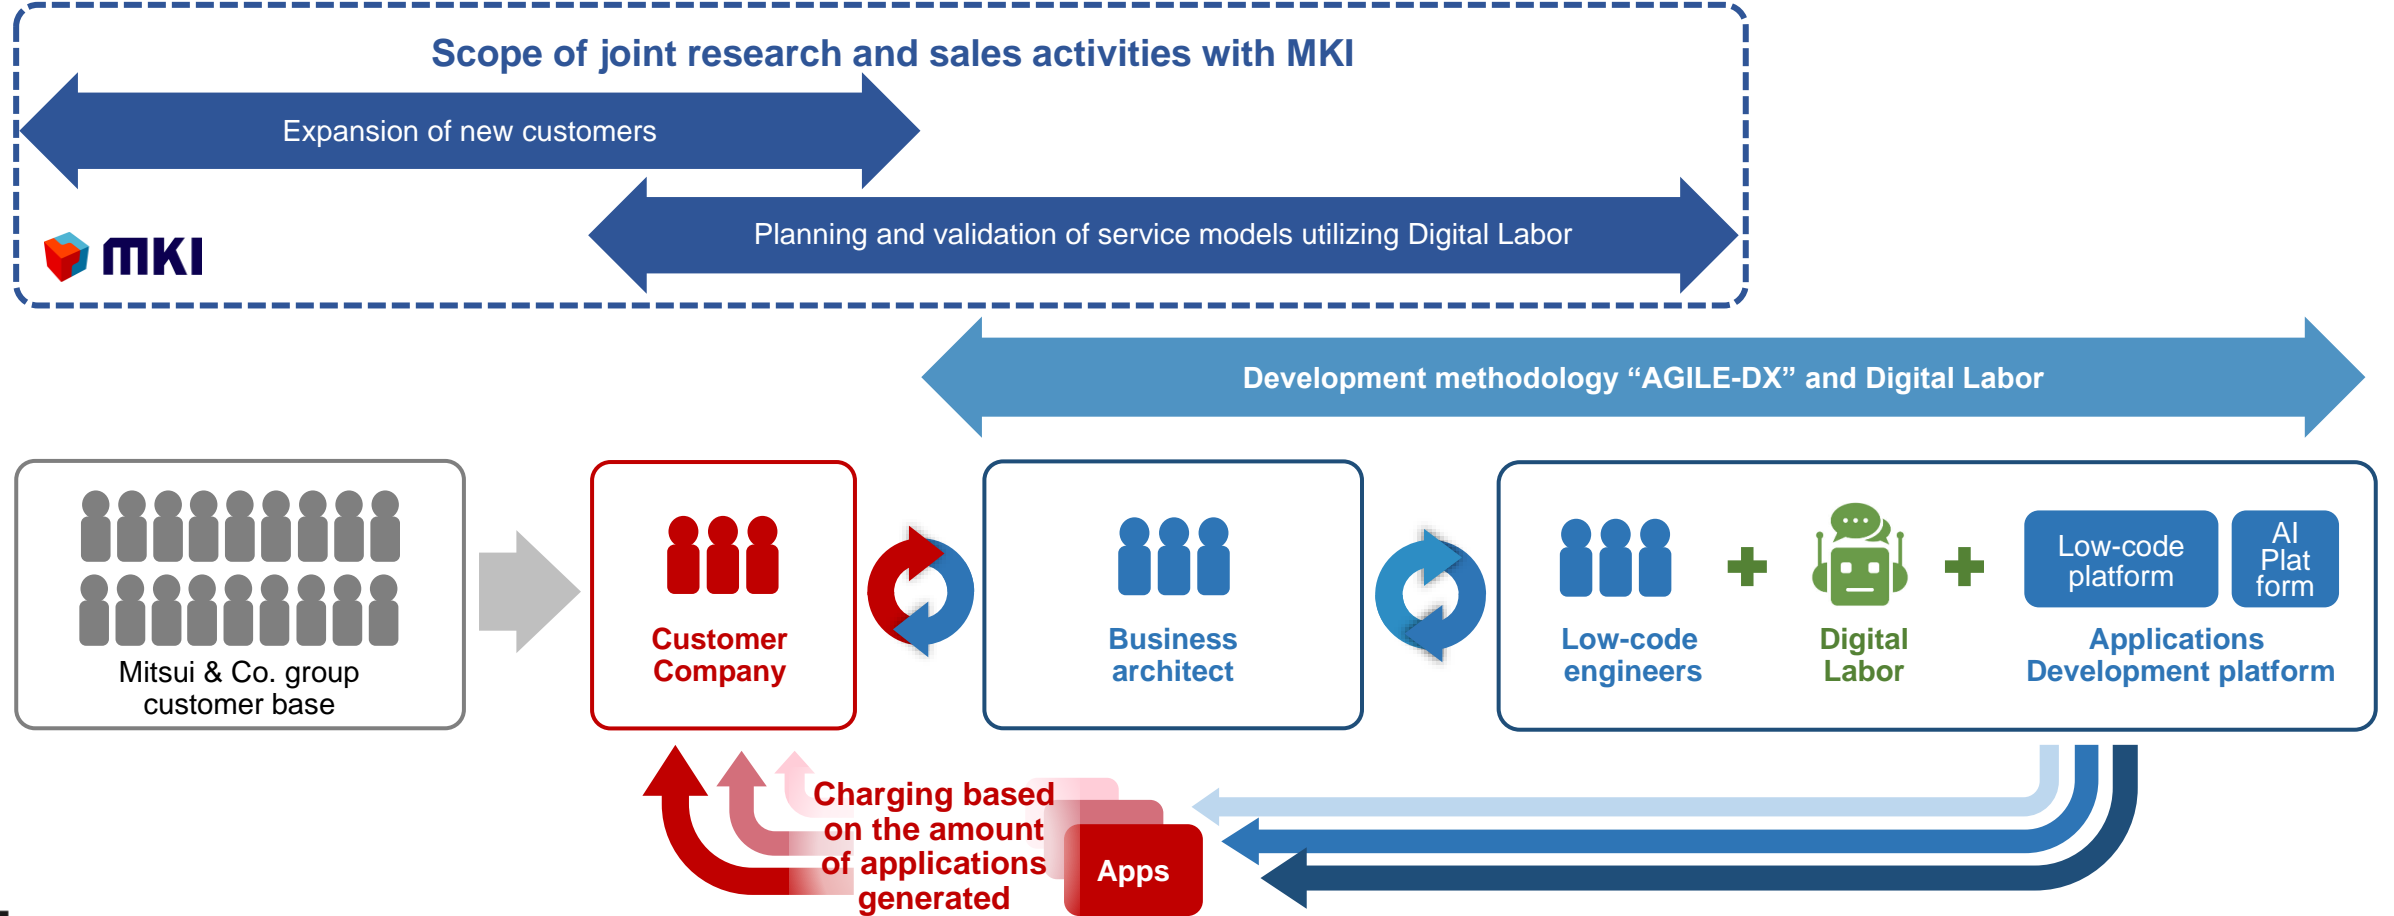 Scope of joint research and sales activities with MKI
Expansion of new customers
Planning and validation of service models utilizing Digital Labor
MKI
Development methodology “AGILE-DX” and Digital Labor
Mitsui & Co. group
customer base
Customer
Company
Business
architect
Low-code
engineers
Digital
Labor
Low-code
platform
AI
Plat
form
Applications
Development platform
Charging based
on the amount
of applications
generated
Apps